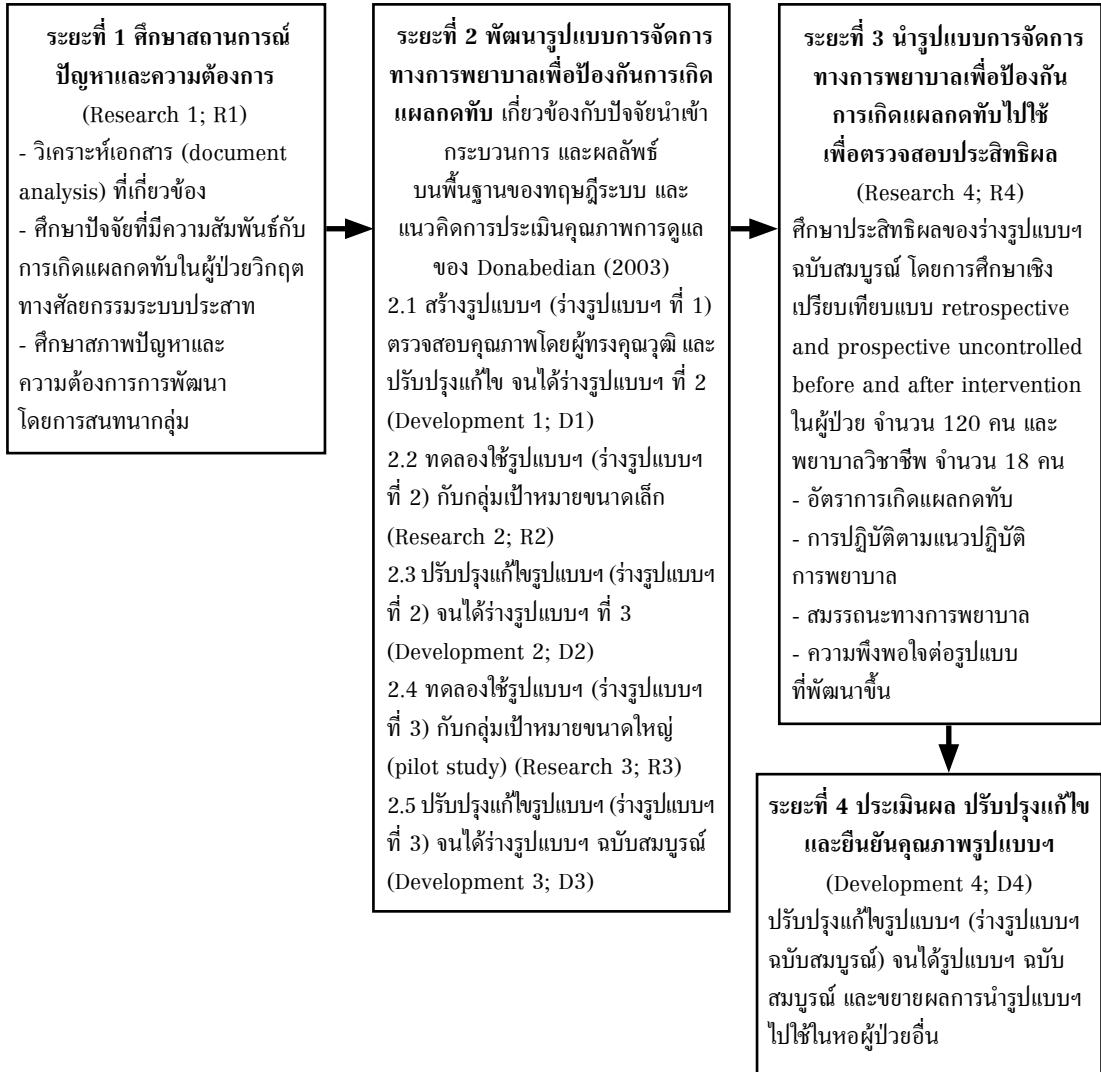 ระยะที่ 1 ศึกษาสถานการณ์
ปัญหาและความต้องการ
(Research 1; R1)
- วิเคราะห์เอกสาร (document
analysis) ที่เกี่ยวข้อง
- ศึกษาปัจจัยที่มีความสัมพันธ์กับ
การเกิดแผลกดทับในผู้ป่วยวิกฤต
ทางศัลยกรรมระบบประสาท
- ศึกษาสภาพปัญหาและ
ความต้องการการพัฒนา
โดยการสนทนากลุ่ม
ระยะที่ 2 พัฒนารูปแบบการจัดการ
ทางการพยาบาลเพื่อป้องกันการเกิด
แผลกดทับ เกี่ยวข้องกับปัจจัยนำเข้า
กระบวนการ และผลลัพธ์
บนพื้นฐานของทฤษฎีระบบ และ
แนวคิดการประเมินคุณภาพการดูแล
ของ Donabedian (2003)
2.1 สร้างรูปแบบฯ (ร่างรูปแบบฯ ที่ 1)
ตรวจสอบคุณภาพโดยผู้ทรงคุณวุฒิ และ
ปรับปรุงแก้ไข จนได้ร่างรูปแบบฯ ที่ 2
(Development 1; D1)
2.2 ทดลองใช้รูปแบบฯ (ร่างรูปแบบฯ
ที่ 2) กับกลุ่มเป้าหมายขนาดเล็ก
(Research 2; R2)
2.3 ปรับปรุงแก้ไขรูปแบบฯ (ร่างรูปแบบฯ
ที่ 2) จนได้ร่างรูปแบบฯ ที่ 3
(Development 2; D2)
2.4 ทดลองใช้รูปแบบฯ (ร่างรูปแบบฯ
ที่ 3) กับกลุ่มเป้าหมายขนาดใหญ่
(pilot study) (Research 3; R3)
2.5 ปรับปรุงแก้ไขรูปแบบฯ (ร่างรูปแบบฯ
ที่ 3) จนได้ร่างรูปแบบฯ ฉบับสมบูรณ์
(Development 3; D3)
ระยะที่ 3 นำรูปแบบการจัดการ
ทางการพยาบาลเพื่อป้องกัน
การเกิดแผลกดทับไปใช้
เพื่อตรวจสอบประสิทธิผล
(Research 4; R4)
ศึกษาประสิทธิผลของร่างรูปแบบฯ
ฉบับสมบูรณ์ โดยการศึกษาเชิง
เปรียบเทียบแบบ retrospective
and prospective uncontrolled
before and after intervention
ในผู้ป่วย จำนวน 120 คน และ
พยาบาลวิชาชีพ จำนวน 18 คน
- อัตราการเกิดแผลกดทับ
- การปฏิบัติตามแนวปฏิบัติ
การพยาบาล
- สมรรถนะทางการพยาบาล
- ความพึงพอใจต่อรูปแบบ
ที่พัฒนาขึ้น
ระยะที่ 4 ประเมินผล ปรับปรุงแก้ไข
และยืนยันคุณภาพรูปแบบฯ
(Development 4; D4)
ปรับปรุงแก้ไขรูปแบบฯ (ร่างรูปแบบฯ
ฉบับสมบูรณ์) จนได้รูปแบบฯ ฉบับ
สมบูรณ์ และขยายผลการนำรูปแบบฯ
ไปใช้ในหอผู้ป่วยอื่น